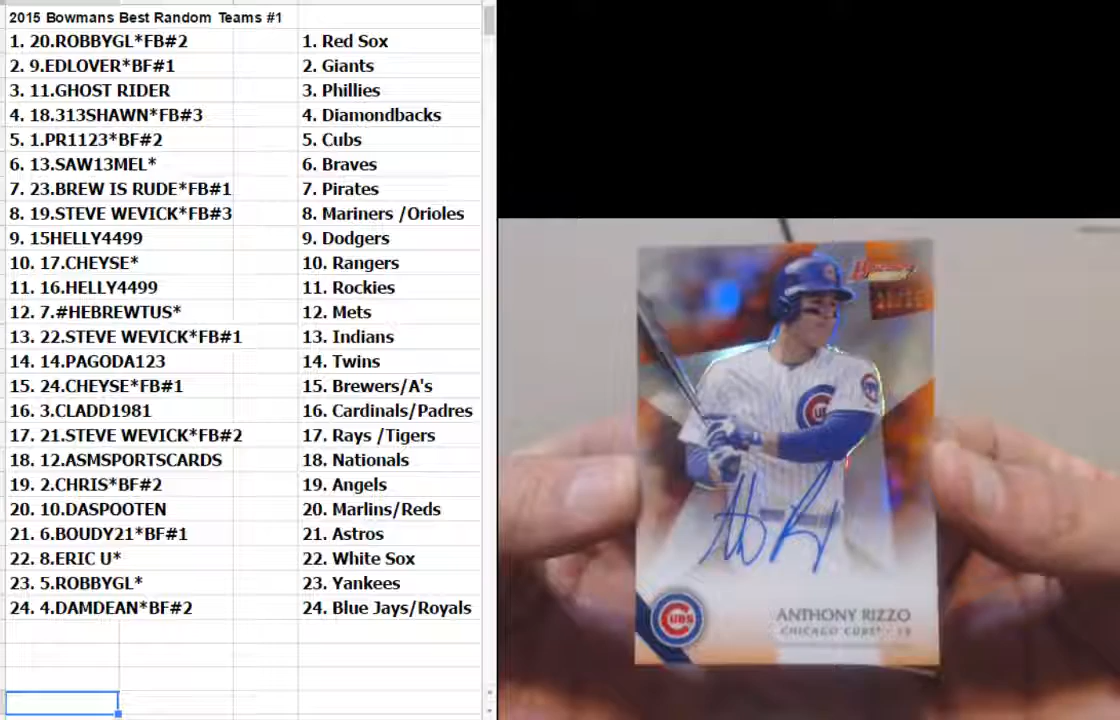 2015 Bowmans Best Random Teams #1
1. 20.ROBBYGL*FB#2 1. Red Sox
2. 9.EDLOVER*BF#1 2. Giants
3. 11.GHOST RIDER 3. Phillies
4. 18.313SHAWN*FB#3 4. Diamondbacks
5. 1.PR1123*BF#2 5. Cubs
6. 13.SAW13MEL* 6. Braves
7. 23.BREW IS RUDE*FB#1 7. Pirates
8. 19.STEVE WEVICK*FB#3 8. Mariners /Orioles
9. 15HELLY4499 9. Dodgers
10. 17.CHEYSE* 10. Rangers
11. 16.HELLY4499 11. Rockies
12. 7.#HEBREWTUS* 12. Mets
13. 22.STEVE WEVICK*FB#1 13. Indians
14. 14.PAGODA123 14. Twins
15. 24.CHEYSE*FB#1 15. Brewers/A's
16. 3.CLADD1981 16. Cardinals/Padres
17. 21.STEVE WEVICK*FB#2 17. Rays /Tigers
18. 12.ASMSPORTSCARDS 18. Nationals
19. 2.CHRIS*BF#2 19. Angels
20. 10.DASPOOTEN 20. Marlins/Reds
21. 6.BOUDY21*BF#1 21. Astros
22. 8.ERIC U* 22. White Sox
23. 5.ROBBYGL* 23. Yankees
24. 4.DAMDEAN*BF#2 24. Blue Jays/Royals
CUBS
ANTHONY RIZZO
CHICAGO CUBS